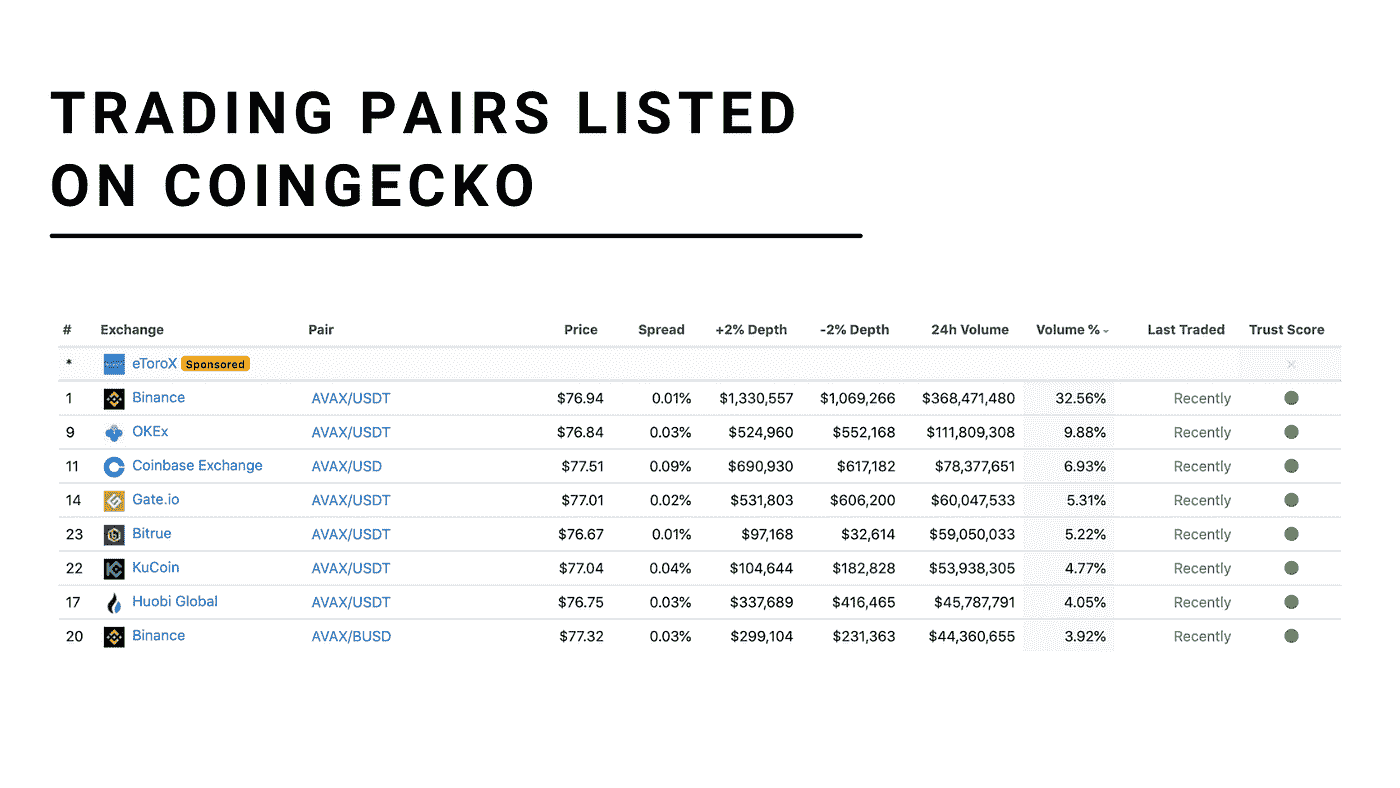 TRADING PAIRS LISTED
ON COINGECKO
# Exchange Pair Price Spread +2% Depth -2% Depth 24h Volume Volume % Last Traded Trust Score
* eToroX Sponsored
1 Binance AVAX/USDT $76.94 0.01% $1,330,557 $1,069,266 $368,471,480 32.56% Recently
9 OKEx AVAX/USDT $76.84 0.03% $524,960 $552,168 $111,809,308 9.88% Recently
11 Coinbase Exchange AVAX/USD $77.51 0.09% $690,930 $617,182 $78,377,651 6.93% Recently
14 Gate.io AVAX/USDT $77.01 0.02% $531,803 $606,200 $60,047,533 5.31% Recently
23 Bitrue AVAX/USDT $76.67 0.01% $97,168 $32,614 $59,050,033 5.22% Recently
22 KuCoin AVAX/USDT $77.04 0.04% $104,644 $182,828 $53,938,305 4.77% Recently
17 Huobi Global AVAX/USDT $76.75 0.03% $337,689 $416,465 $45,787,791 4.05% Recently
20 Binance AVAX/BUSD $77.32 0.03% $299,104 $231,363 $44,360,655 3.92% Recently